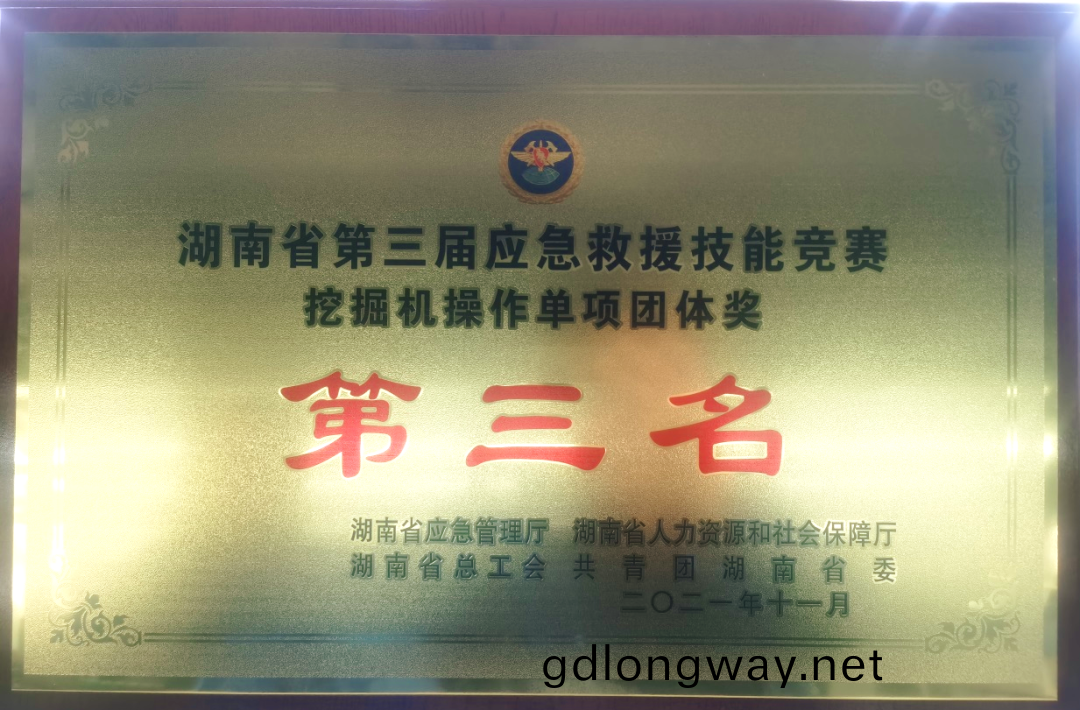 湖南省第三届应急救援技能竞赛
挖掘机操作单项团体奖
第三名
湖南省应急管理厅 湖南省人力资源和社会保障厅
湖南省总工会 共青团湖南省委
二〇二一年十一月
gdlongway.net